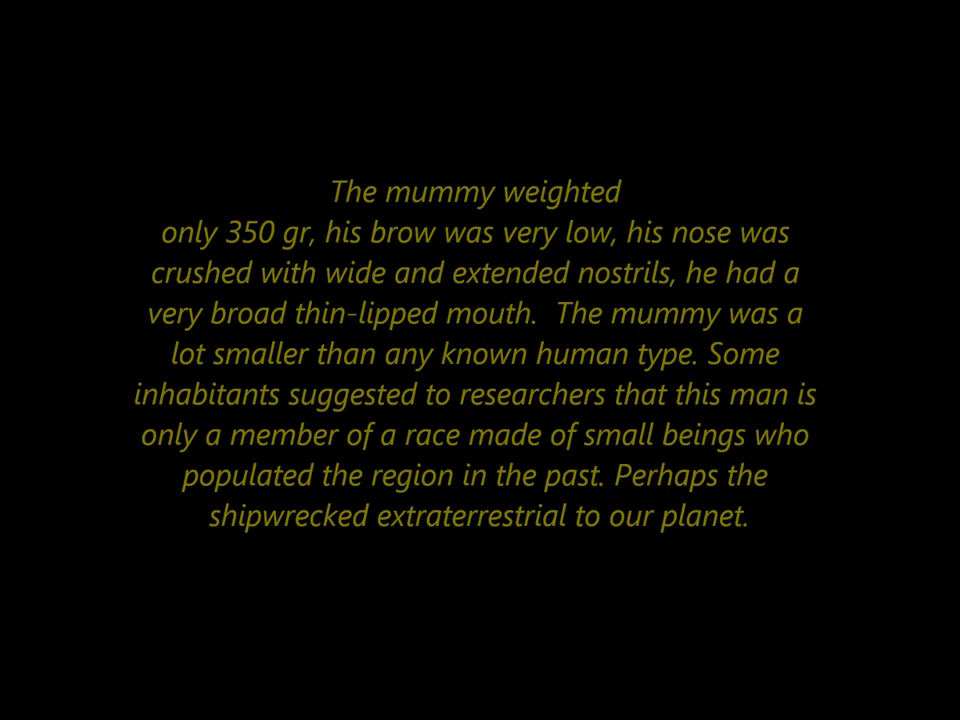 The mummy weighted
only 350 gr, his brow was very low, his nose was
crushed with wide and extended nostrils, he had a
very broad thin-lipped mouth.  The mummy was a
lot smaller than any known human type. Some
inhabitants suggested to researchers that this man is
only a member of a race made of small beings who
populated the region in the past. Perhaps the
shipwrecked extraterrestrial to our planet.